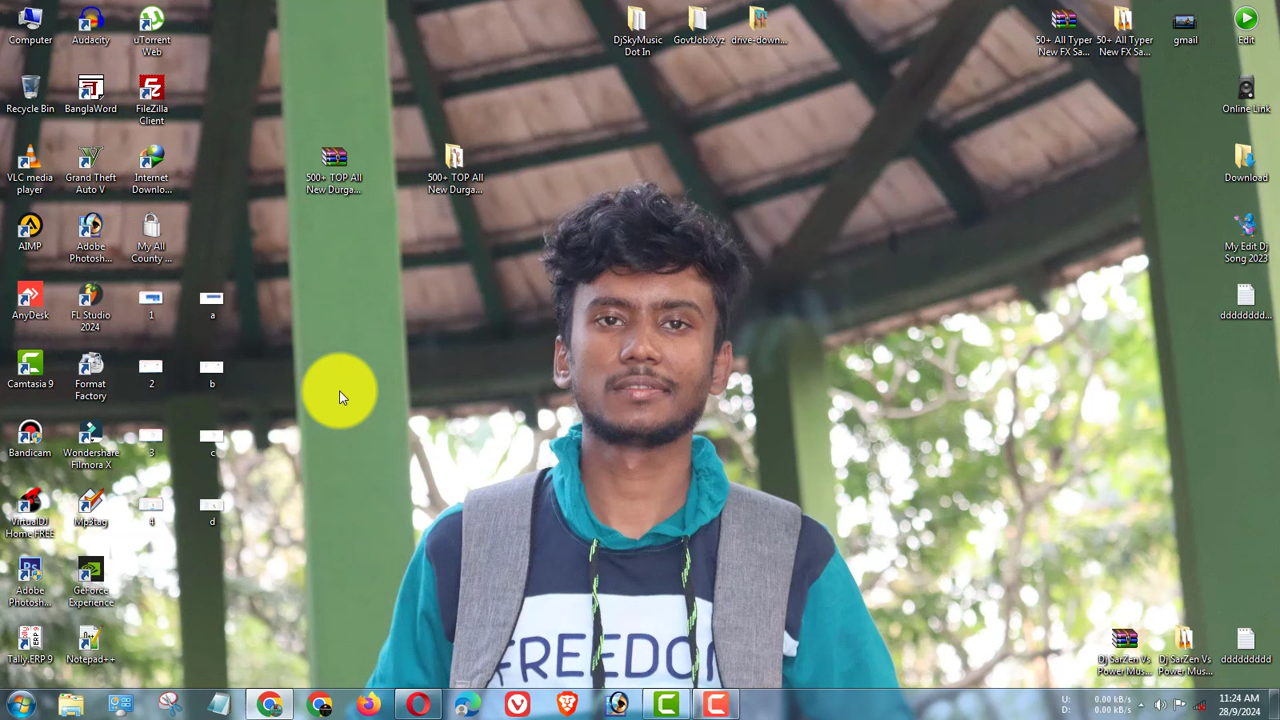 Computer
Audacity
uTorrent
Web
DjSkyMusic
Dot In
GovtJob.Xyz
drive-down...
50+ All Typer
New FX Sa...
50+ All Typer
New FX Sa...
gmail
Edit
Recycle Bin
BanglaWord
FileZilla
Client
Online Link
VLC media
player
Grand Theft
Auto V
Internet
Downlo...
500+ TOP All
New Durga...
500+ TOP All
New Durga...
Download
AIMP
Adobe
Photosh...
My All
County ...
My Edit Dj
Song 2023
AnyDesk
FL Studio
2024
1
a
dddddddd...
Camtasia 9
Format
Factory
2
b
Bandicam
Wondershare
Filmora X
3
c
VirtualDJ
Home FREE
MpStag
4
d
Adobe
Photosh...
GeForce
Experience
FREEDO
Tally.ERP 9
Notepad++
Dj SarZen Vs
Power Mus...
Dj SarZen Vs
Power Mus...
ddddddddd
U: 0.00 kB/s
D: 0.00 kB/s
11:24 AM
28/9/2024